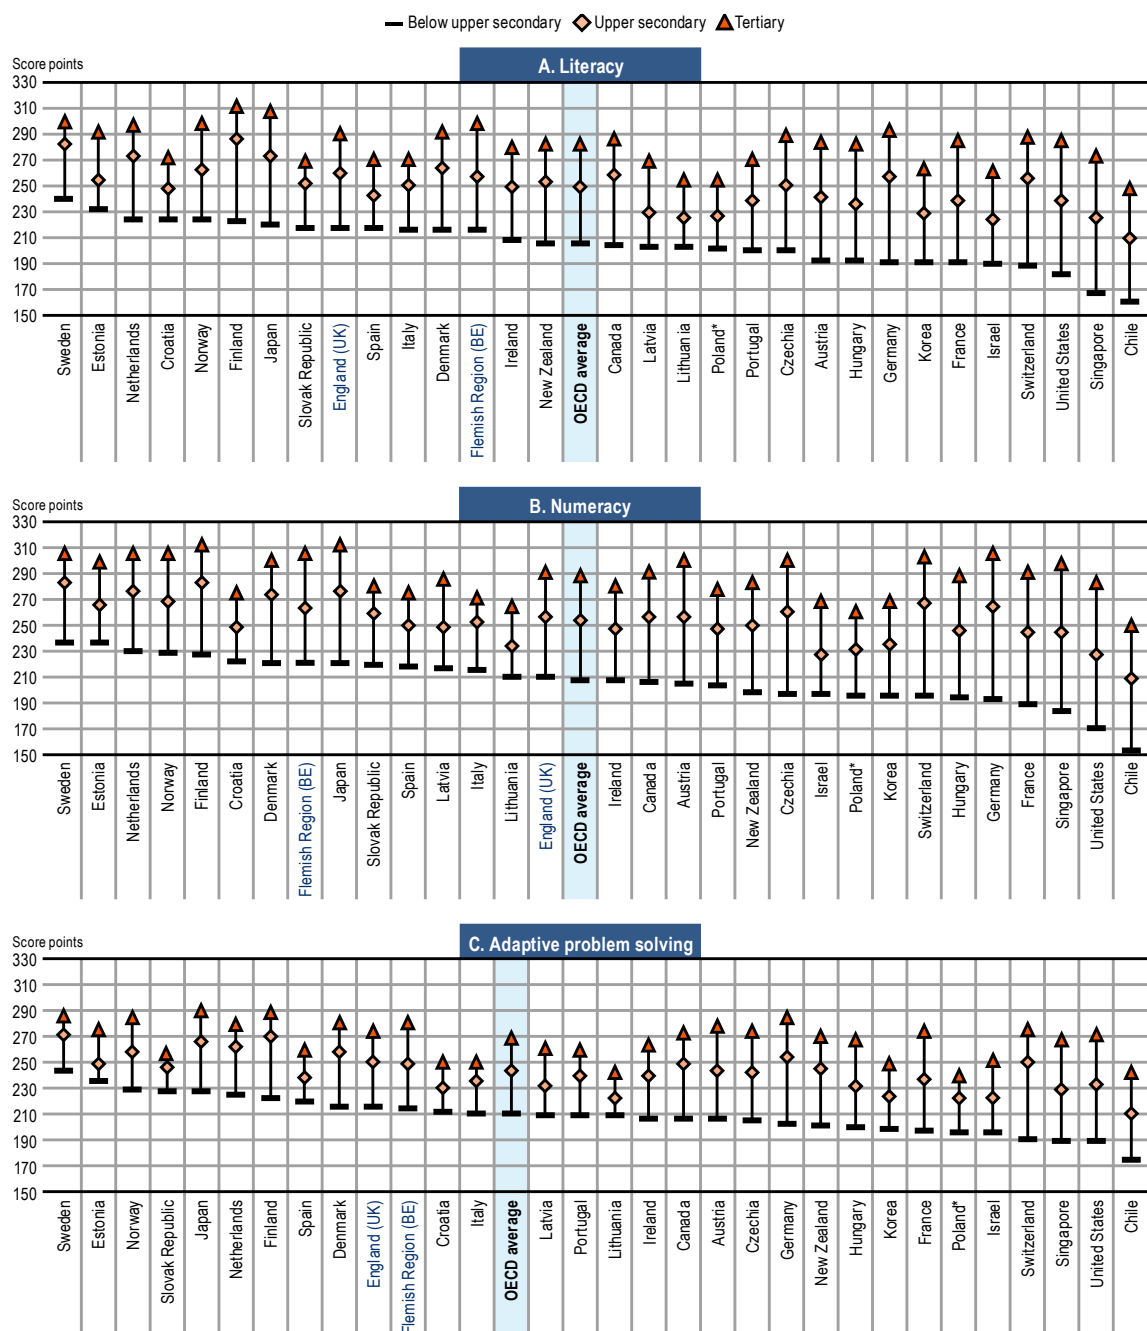 Below upper secondary Upper secondary Tertiary
A. Literacy
Score points
330
310
290
270
250
230
210
190
170
150
Sweden
Estonia
Netherlands
Croatia
Norway
Finland
Japan
Slovak Republic
England (UK)
Spain
Italy
Denmark
Flemish Region (BE)
Ireland
New Zealand
OECD average
Canada
Latvia
Lithuania
Poland*
Portugal
Czechia
Austria
Hungary
Germany
Korea
France
Israel
Switzerland
United States
Singapore
Chile
B. Numeracy
Score points
330
310
290
270
250
230
210
190
170
150
Sweden
Estonia
Netherlands
Norway
Finland
Croatia
Denmark
Flemish Region (BE)
Japan
Slovak Republic
Spain
Latvia
Italy
Lithuania
England (UK)
OECD average
Ireland
Canada
Austria
Portugal
New Zealand
Czechia
Israel
Poland*
Korea
Switzerland
Hungary
Germany
France
Singapore
United States
Chile
C. Adaptive problem solving
Score points
330
310
290
270
250
230
210
190
170
150
Sweden
Estonia
Norway
Slovak Republic
Japan
Netherlands
Finland
Spain
Denmark
England (UK)
Flemish Region (BE)
Croatia
Italy
OECD average
Latvia
Portugal
Lithuania
Ireland
Canada
Austria
Czechia
Germany
New Zealand
Hungary
Korea
France
Poland*
Israel
Switzerland
Singapore
United States
Chile